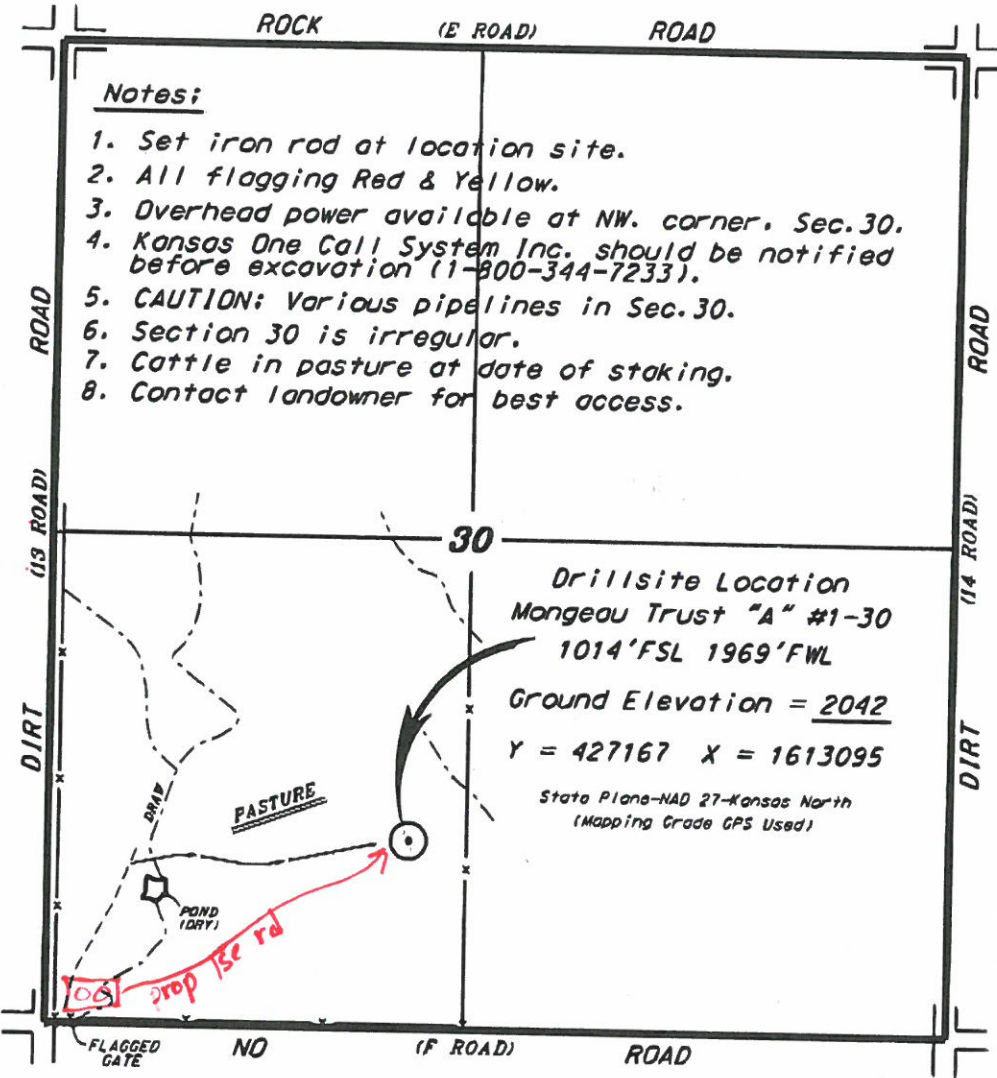 ROCK (E ROAD) ROAD
Notes:
1. Set iron rod at location site.
2. All flagging Red & Yellow.
3. Overhead power available at NW. corner. Sec.30.
4. Kansas One Call System Inc. should be notified
before excavation (1-800-344-7233).
5. CAUTION: Various pipelines in Sec.30.
6. Section 30 is irregular.
7. Cattle in pasture at date of staking.
8. Contact landowner for best access.
DIRT (13 ROAD) ROAD
DIRT (14 ROAD) ROAD
30
Drillsite Location
Mongeau Trust "A" #1-30
1014'FSL 1969'FWL
Ground Elevation = 2042
Y = 427167 X = 1613095
State Plane-NAD 27-Kansas North
(Mapping Grade GPS Used)
PASTURE
DRAW
POND
(DRY)
prop lse rd
FLAGGED
GATE
NO (F ROAD) ROAD